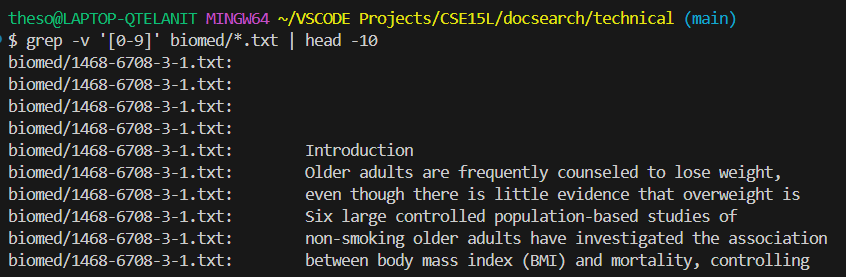 theso@LAPTOP-QTELANIT MINGW64 ~/VSCODE Projects/CSE15L/docsearch/technical (main)
$ grep -v '[0-9]' biomed/*.txt | head -10
biomed/1468-6708-3-1.txt:
biomed/1468-6708-3-1.txt:
biomed/1468-6708-3-1.txt:
biomed/1468-6708-3-1.txt:
biomed/1468-6708-3-1.txt:        Introduction
biomed/1468-6708-3-1.txt:        Older adults are frequently counseled to lose weight,
biomed/1468-6708-3-1.txt:        even though there is little evidence that overweight is
biomed/1468-6708-3-1.txt:        Six large controlled population-based studies of
biomed/1468-6708-3-1.txt:        non-smoking older adults have investigated the association
biomed/1468-6708-3-1.txt:        between body mass index (BMI) and mortality, controlling